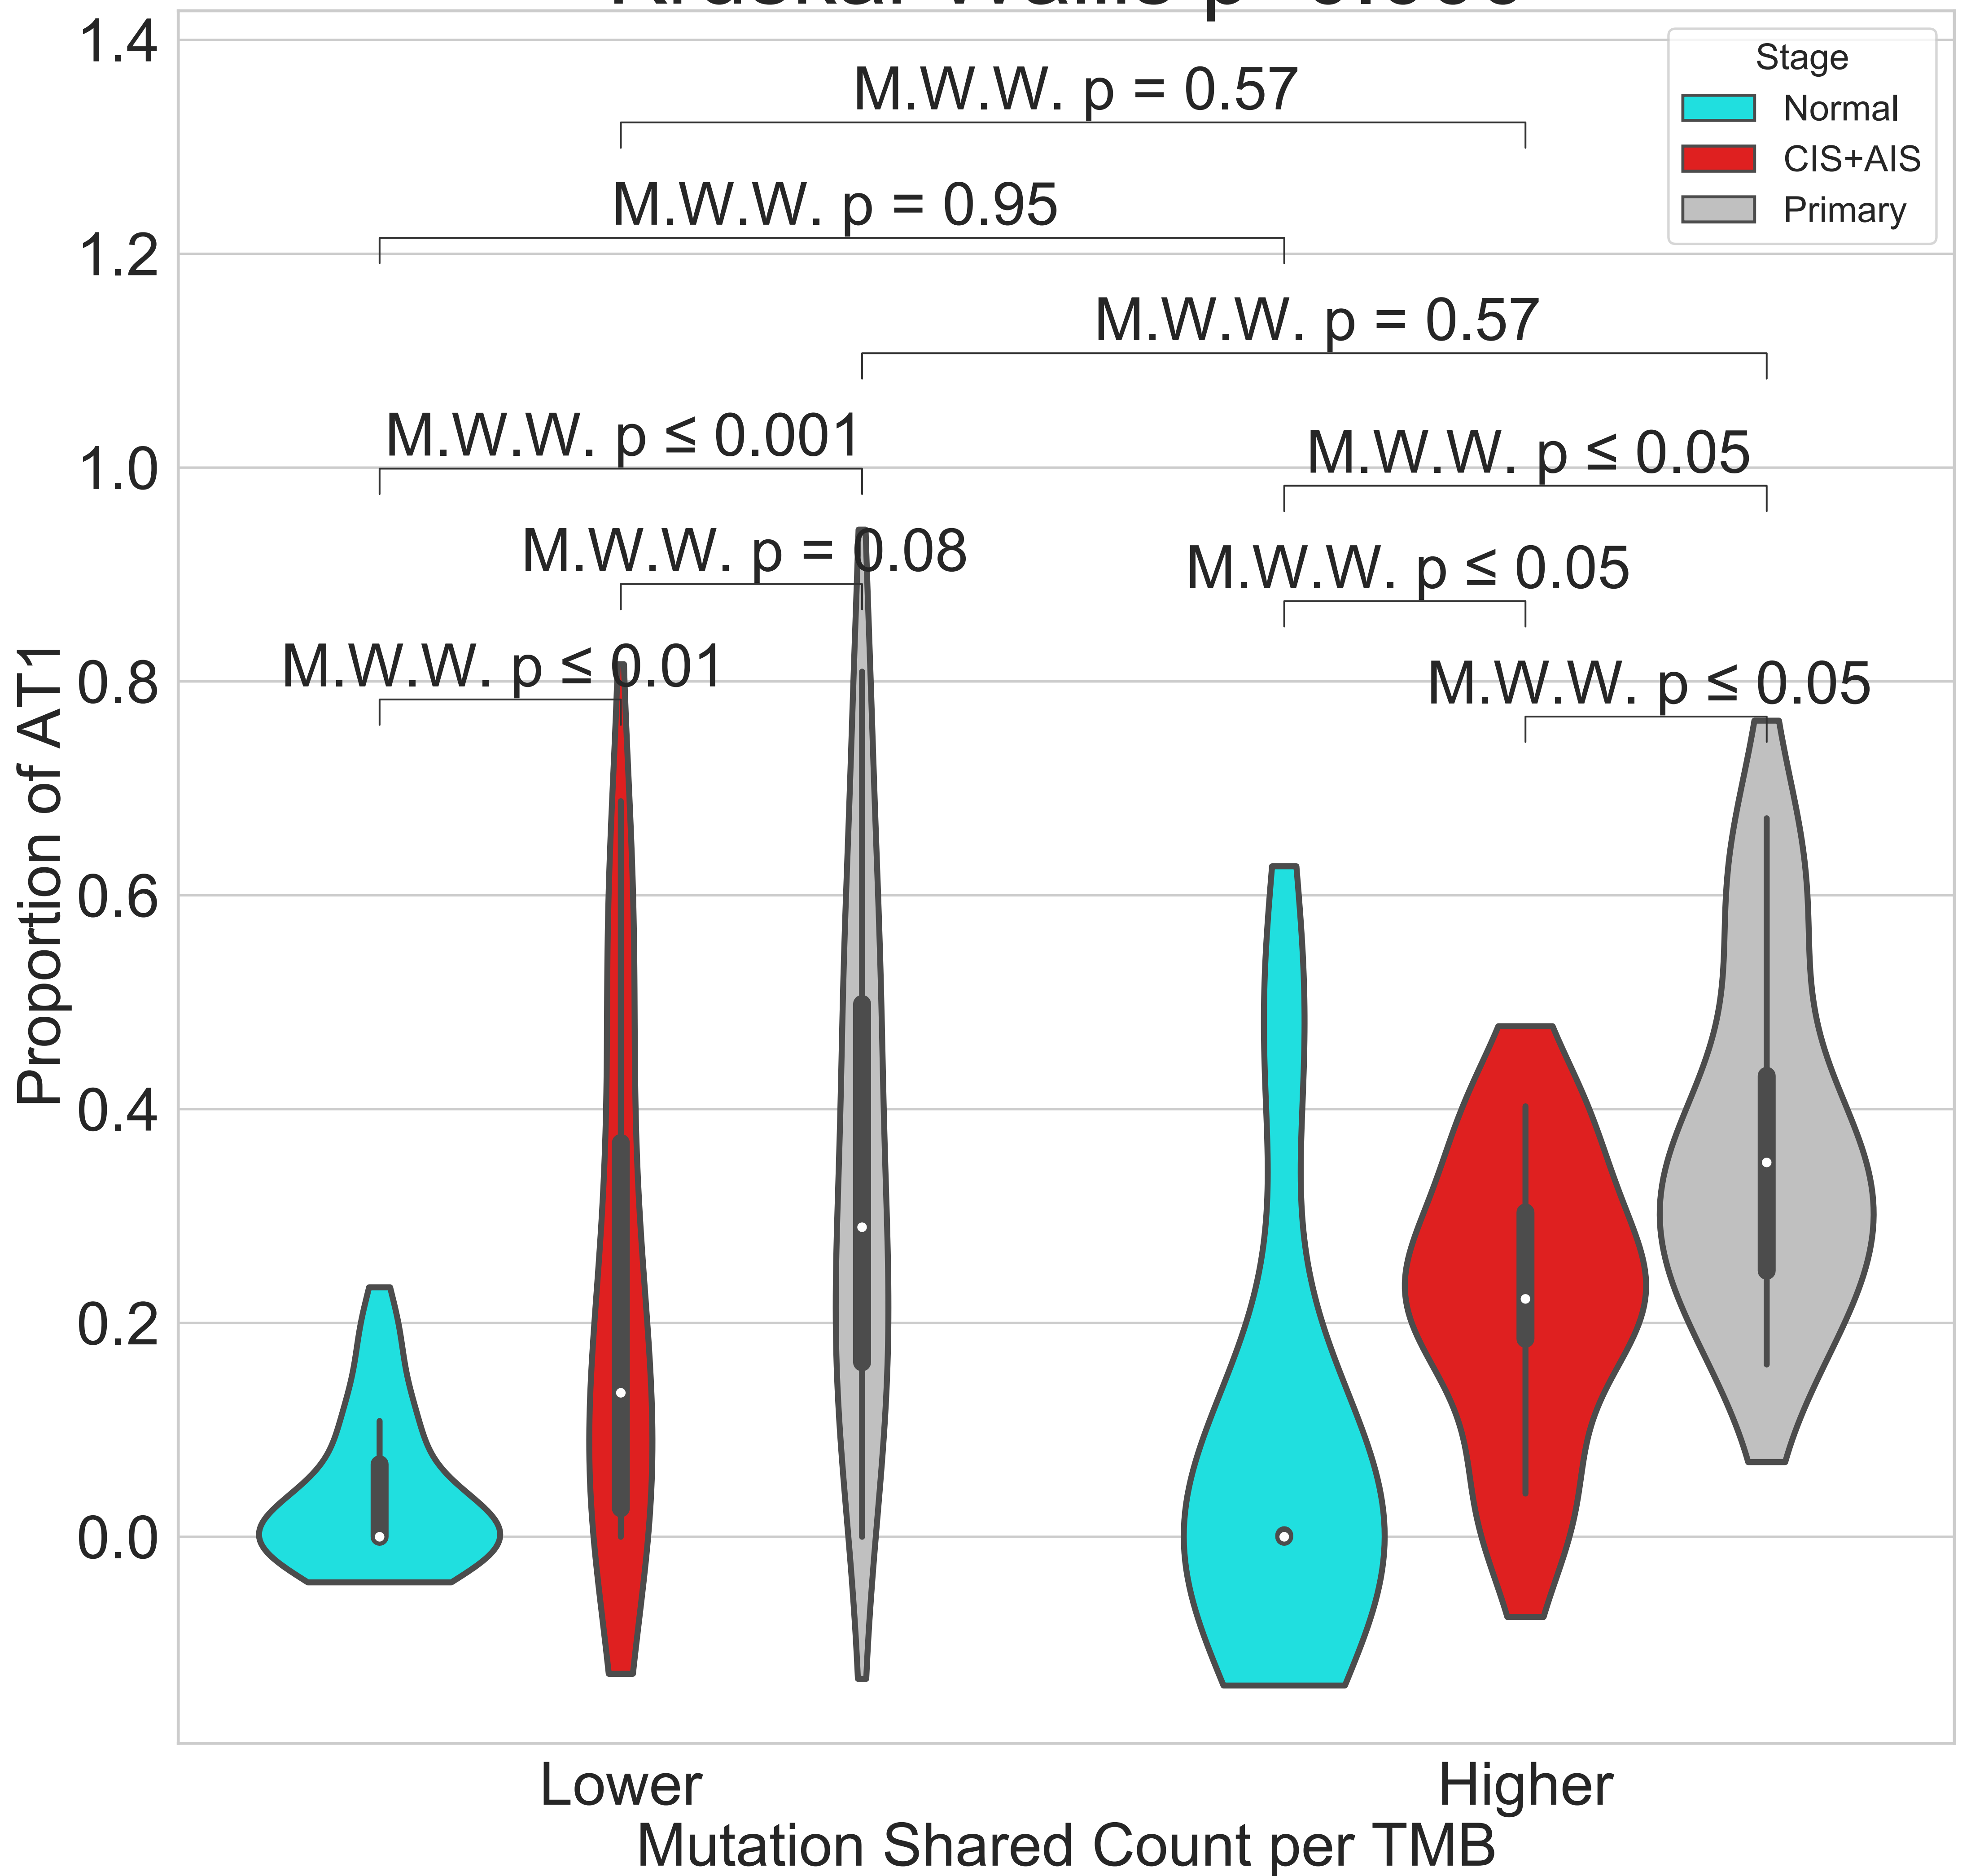 1.4
1.2
1.0
0.8
0.6
0.4
0.2
0.0
Proportion of AT1
Stage
Normal
CIS+AIS
Primary
M.W.W. p = 0.57
M.W.W. p = 0.95
M.W.W. p = 0.57
M.W.W. p ≤ 0.001
M.W.W. p ≤ 0.05
M.W.W. p = 0.08
M.W.W. p ≤ 0.05
M.W.W. p ≤ 0.01
M.W.W. p ≤ 0.05
Lower
Higher
Mutation Shared Count per TMB